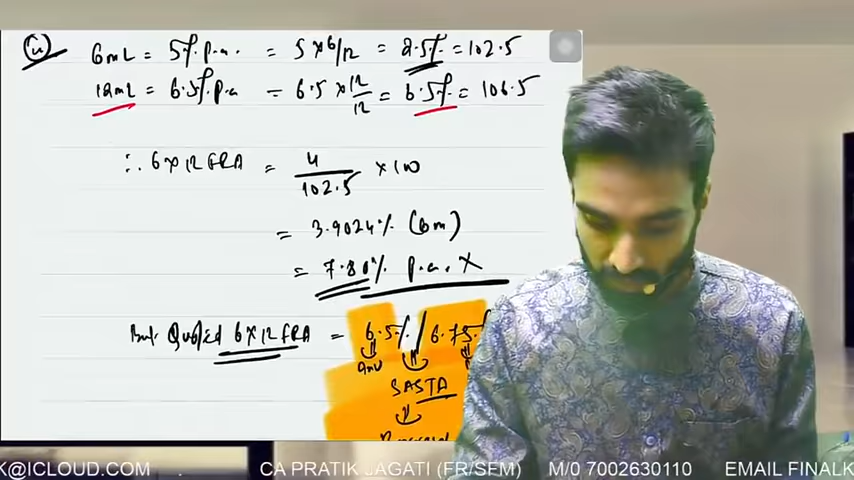 (ii) 6mL = 5% p.a. = 5 x 6/12 = 2.5% = 102.5
12mL = 6.5% p.a = 6.5 x 12/12 = 6.5% = 106.5
∴ 6 x 12 FRA = 4/102.5 x 100
= 3.9024% (6m)
= 7.80% p.a. X
But Quoted 6 x 12 FRA = 6.5% / 6.75%
SASTA
K@ICLOUD.COM . CA PRATIK JAGATI (FR/SFM) M/0 7002630110 EMAIL FINALK